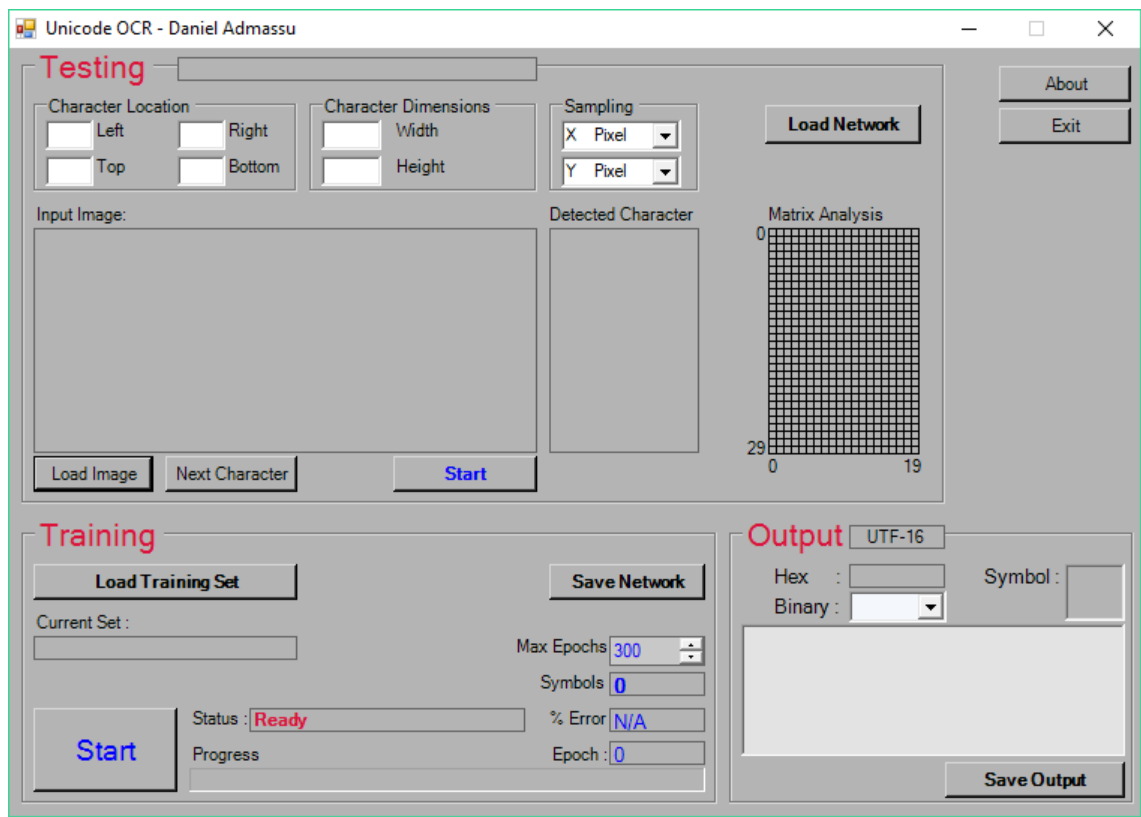 Unicode OCR - Daniel Admassu
Testing
About
Exit
Character Location
Left
Right
Top
Bottom
Character Dimensions
Width
Height
Sampling
X Pixel
Y Pixel
Load Network
Input Image:
Detected Character
Matrix Analysis
0
29
0 19
Load Image
Next Character
Start
Training
Load Training Set
Save Network
Current Set :
Max Epochs 300
Symbols 0
Status : Ready
% Error N/A
Start
Progress
Epoch : 0
Output UTF-16
Hex :
Symbol :
Binary :
Save Output